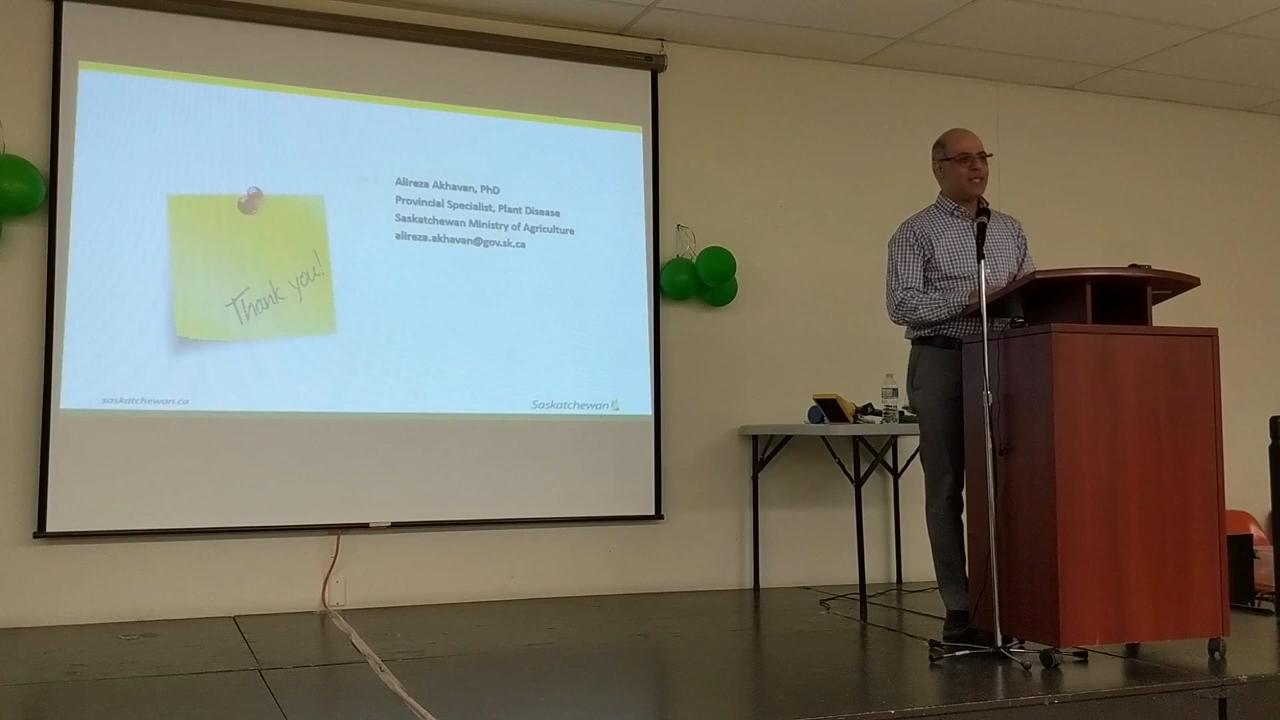 Alireza Akhavan, PhD
Provincial Specialist, Plant Disease
Saskatchewan Ministry of Agriculture
alireza.akhavan@gov.sk.ca
Thank you!
saskatchewan.ca
Saskatchewan